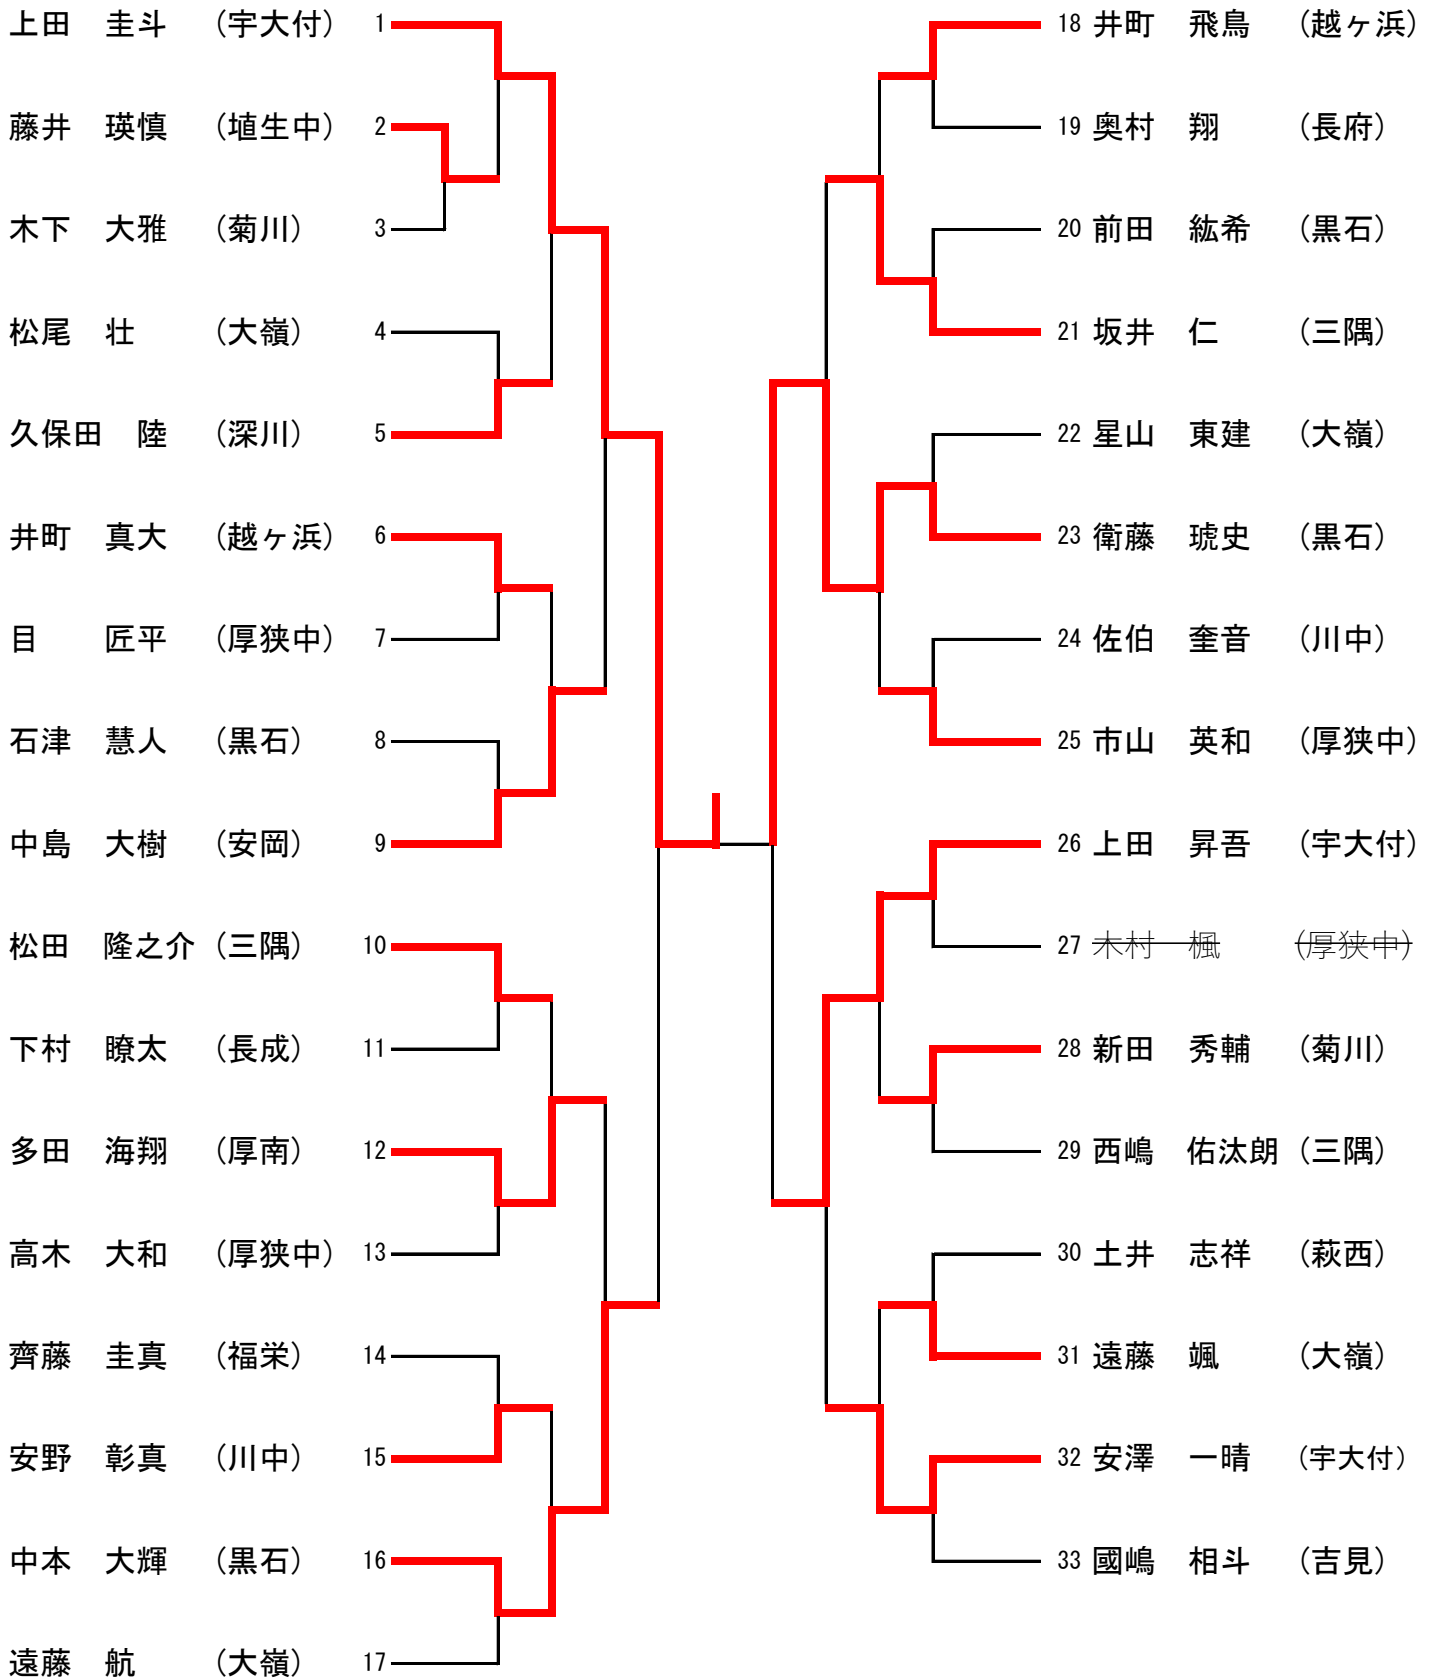 上田 圭斗 (宇大付) 1
藤井 瑛慎 (埴生中) 2
木下 大雅 (菊川) 3
松尾 壮 (大嶺) 4
久保田 陸 (深川) 5
井町 真大 (越ヶ浜) 6
目 匠平 (厚狭中) 7
石津 慧人 (黒石) 8
中島 大樹 (安岡) 9
松田 隆之介 (三隅) 10
下村 瞭太 (長成) 11
多田 海翔 (厚南) 12
高木 大和 (厚狭中) 13
齊藤 圭真 (福栄) 14
安野 彰真 (川中) 15
中本 大輝 (黒石) 16
遠藤 航 (大嶺) 17
18 井町 飛鳥 (越ヶ浜)
19 奥村 翔 (長府)
20 前田 紘希 (黒石)
21 坂井 仁 (三隅)
22 星山 東建 (大嶺)
23 衛藤 琥史 (黒石)
24 佐伯 奎音 (川中)
25 市山 英和 (厚狭中)
26 上田 昇吾 (宇大付)
27 木村 楓 (厚狭中)
28 新田 秀輔 (菊川)
29 西嶋 佑汰朗 (三隅)
30 土井 志祥 (萩西)
31 遠藤 颯 (大嶺)
32 安澤 一晴 (宇大付)
33 國嶋 相斗 (吉見)